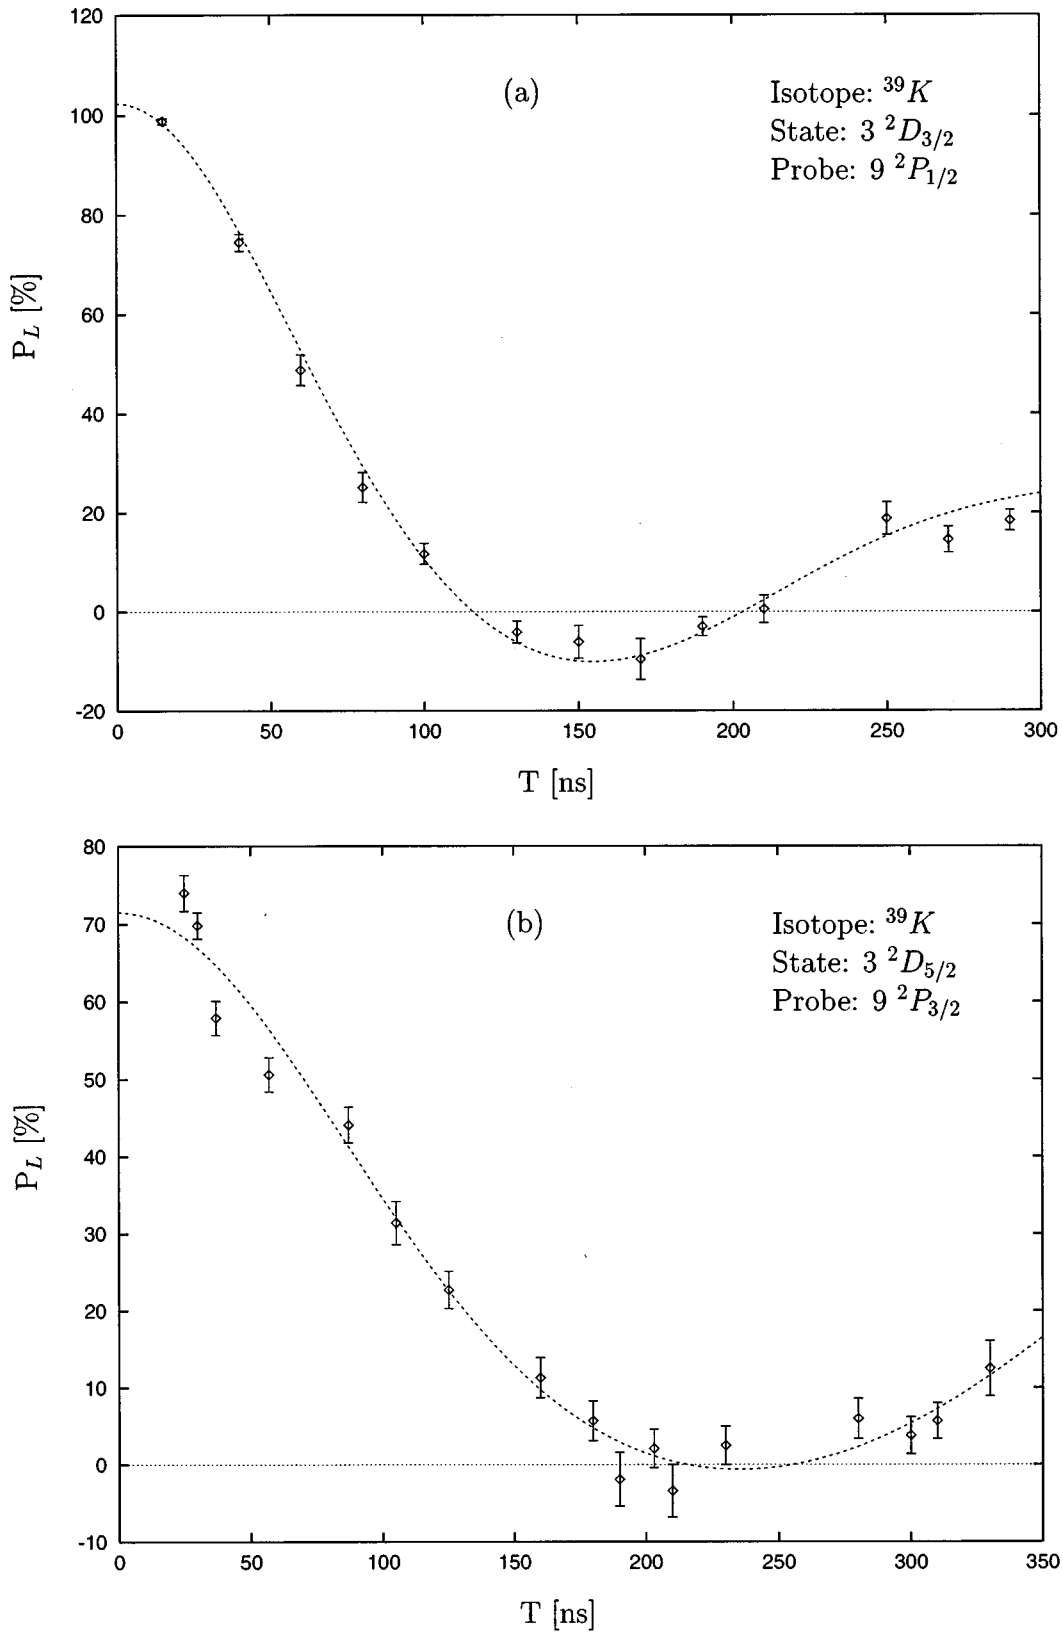 120
100
80
60
40
20
0
-20
P_L [%]
(a)
Isotope: ³⁹K
State: 3 ²D₃/₂
Probe: 9 ²P₁/₂
0 50 100 150 200 250 300
T [ns]
80
70
60
50
40
30
20
10
0
-10
P_L [%]
(b)
Isotope: ³⁹K
State: 3 ²D₅/₂
Probe: 9 ²P₃/₂
0 50 100 150 200 250 300 350
T [ns]